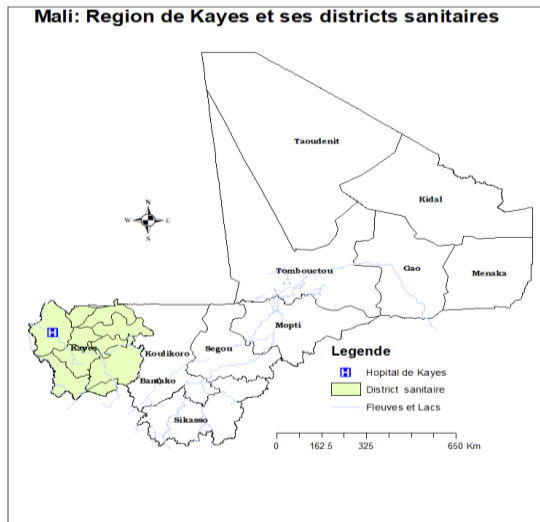 Mali: Region de Kayes et ses districts sanitaires
Taoudenit
Kidal
N
W E
S
Tombouctou
Gao
Menaka
Mopti
H
Kayes
Koulikoro
Segou
Legende
H Hopital de Kayes
Bamako
District sanitaire
Fleuves et Lacs
Sikasso
0 162.5 325 650 Km